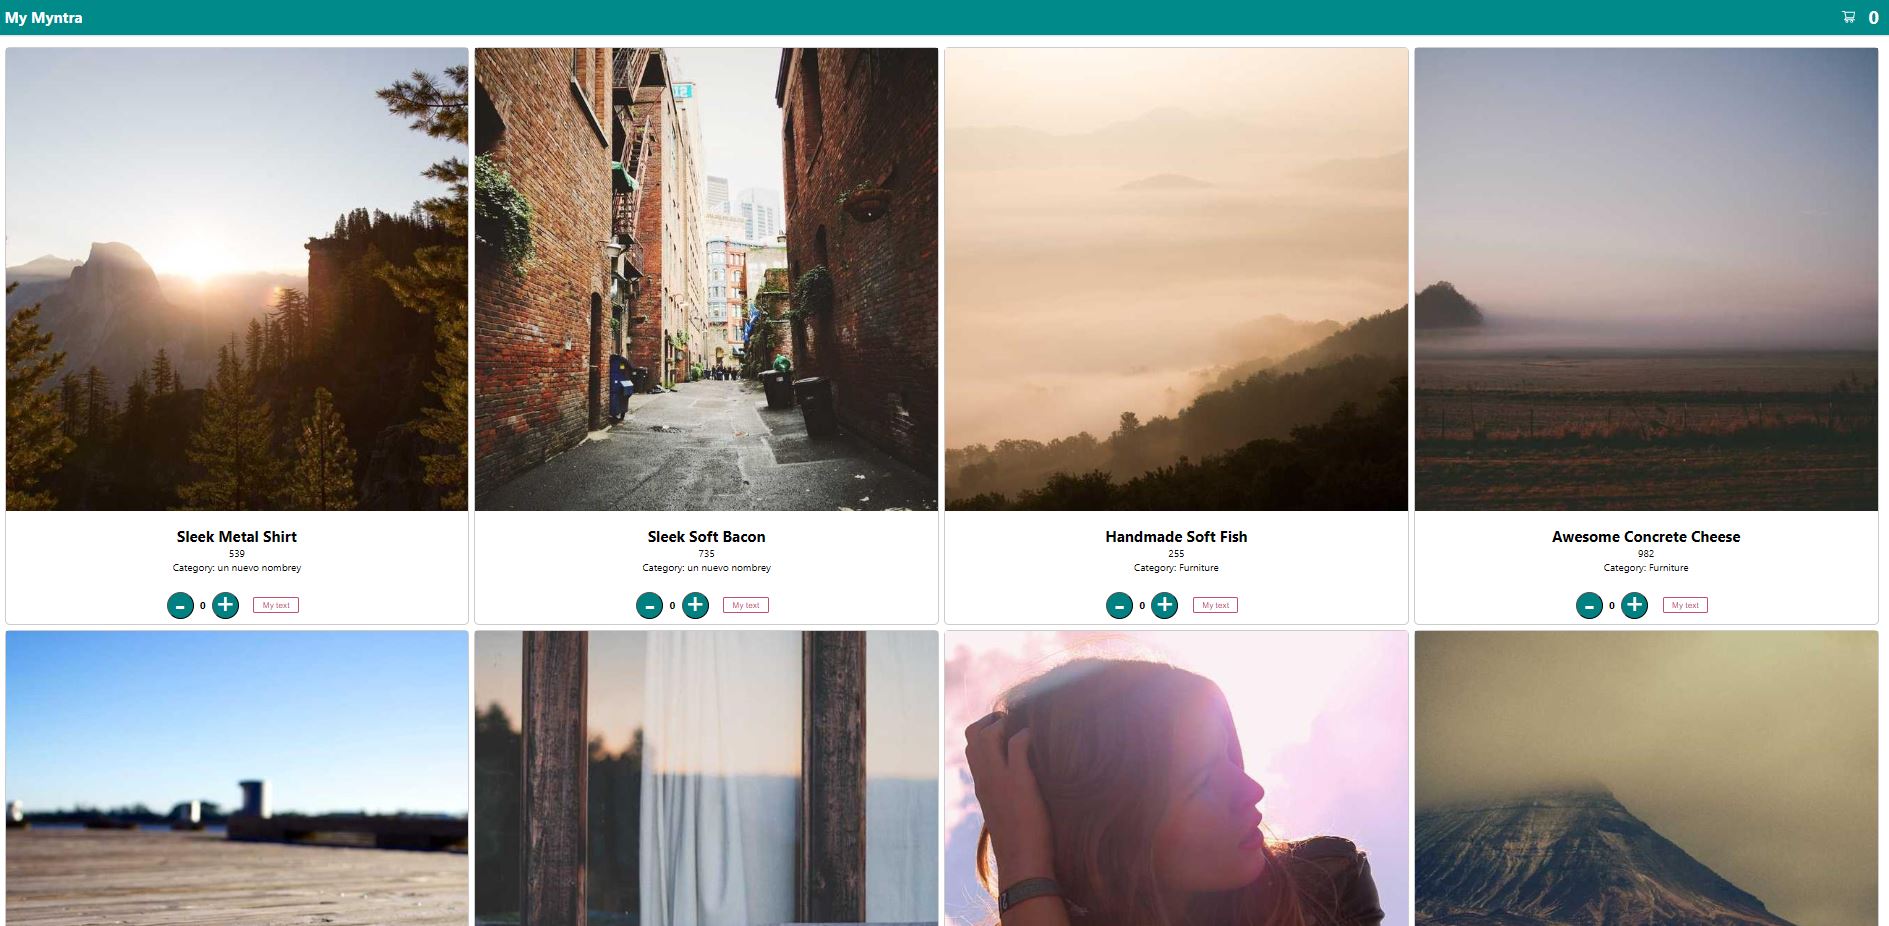 My Myntra
0
Sleek Metal Shirt
539
Category: un nuevo nombrey
- 0 + My text
Sleek Soft Bacon
735
Category: un nuevo nombrey
- 0 + My text
Handmade Soft Fish
255
Category: Furniture
- 0 + My text
Awesome Concrete Cheese
982
Category: Furniture
- 0 + My text